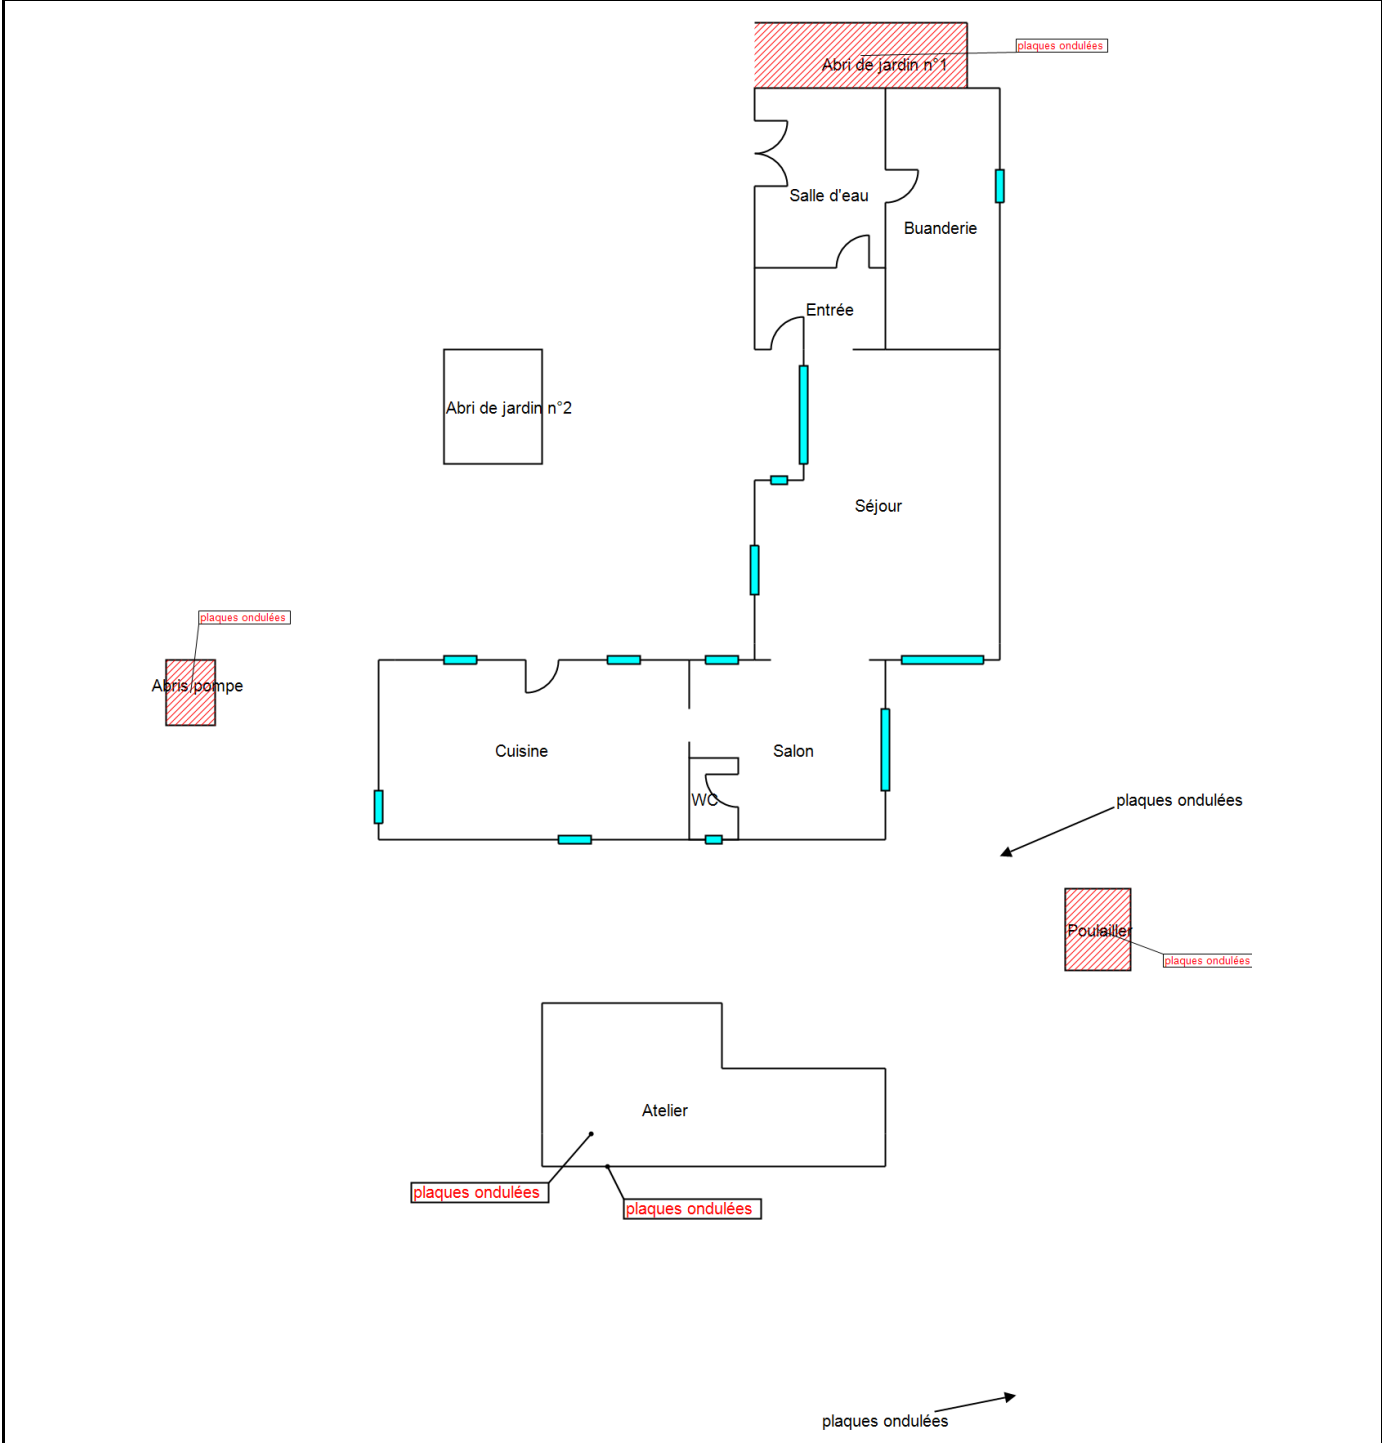 plaques ondulées
Abri de jardin n°1
Salle d'eau
Buanderie
Entrée
Abri de jardin n°2
Séjour
plaques ondulées
Abris/pompe
Cuisine
Salon
WC
plaques ondulées
Poulailler
plaques ondulées
Atelier
plaques ondulées
plaques ondulées
plaques ondulées